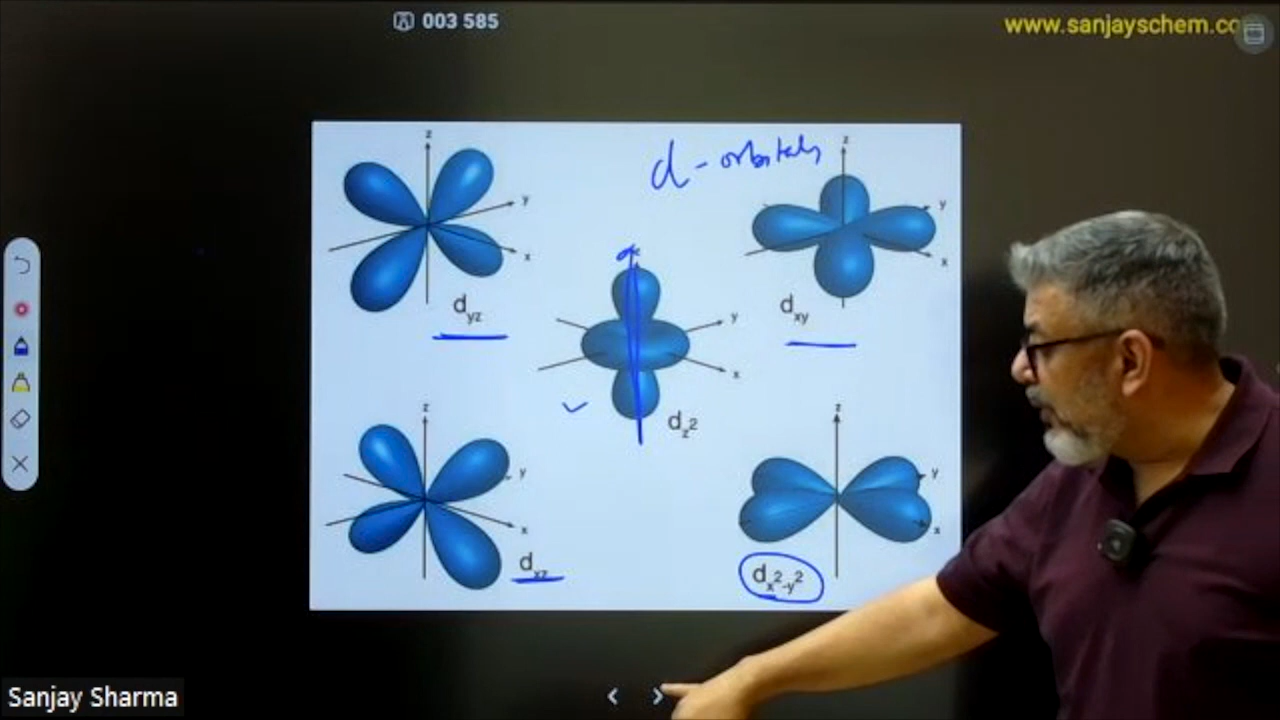 003 585
www.sanjayschem.co
d-orbitals
z
y
x
d_yz
z
y
x
d_xy
y
x
d_z²
z
y
x
d_xz
z
y
x
d_x²-y²
Sanjay Sharma